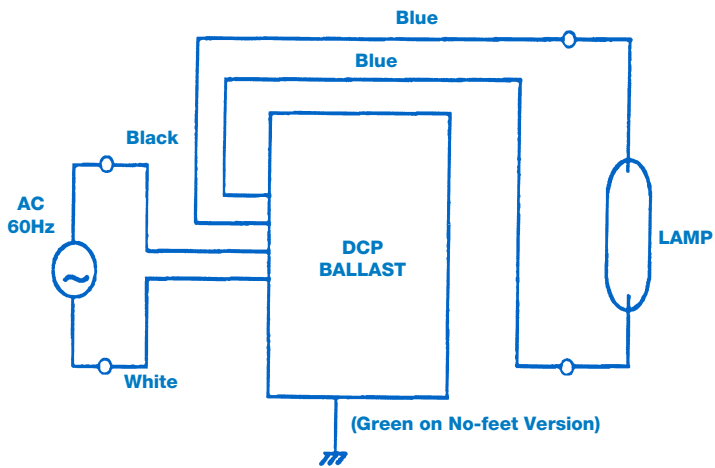 Blue
Blue
Black
AC
60Hz
DCP
BALLAST
LAMP
White
(Green on No-feet Version)